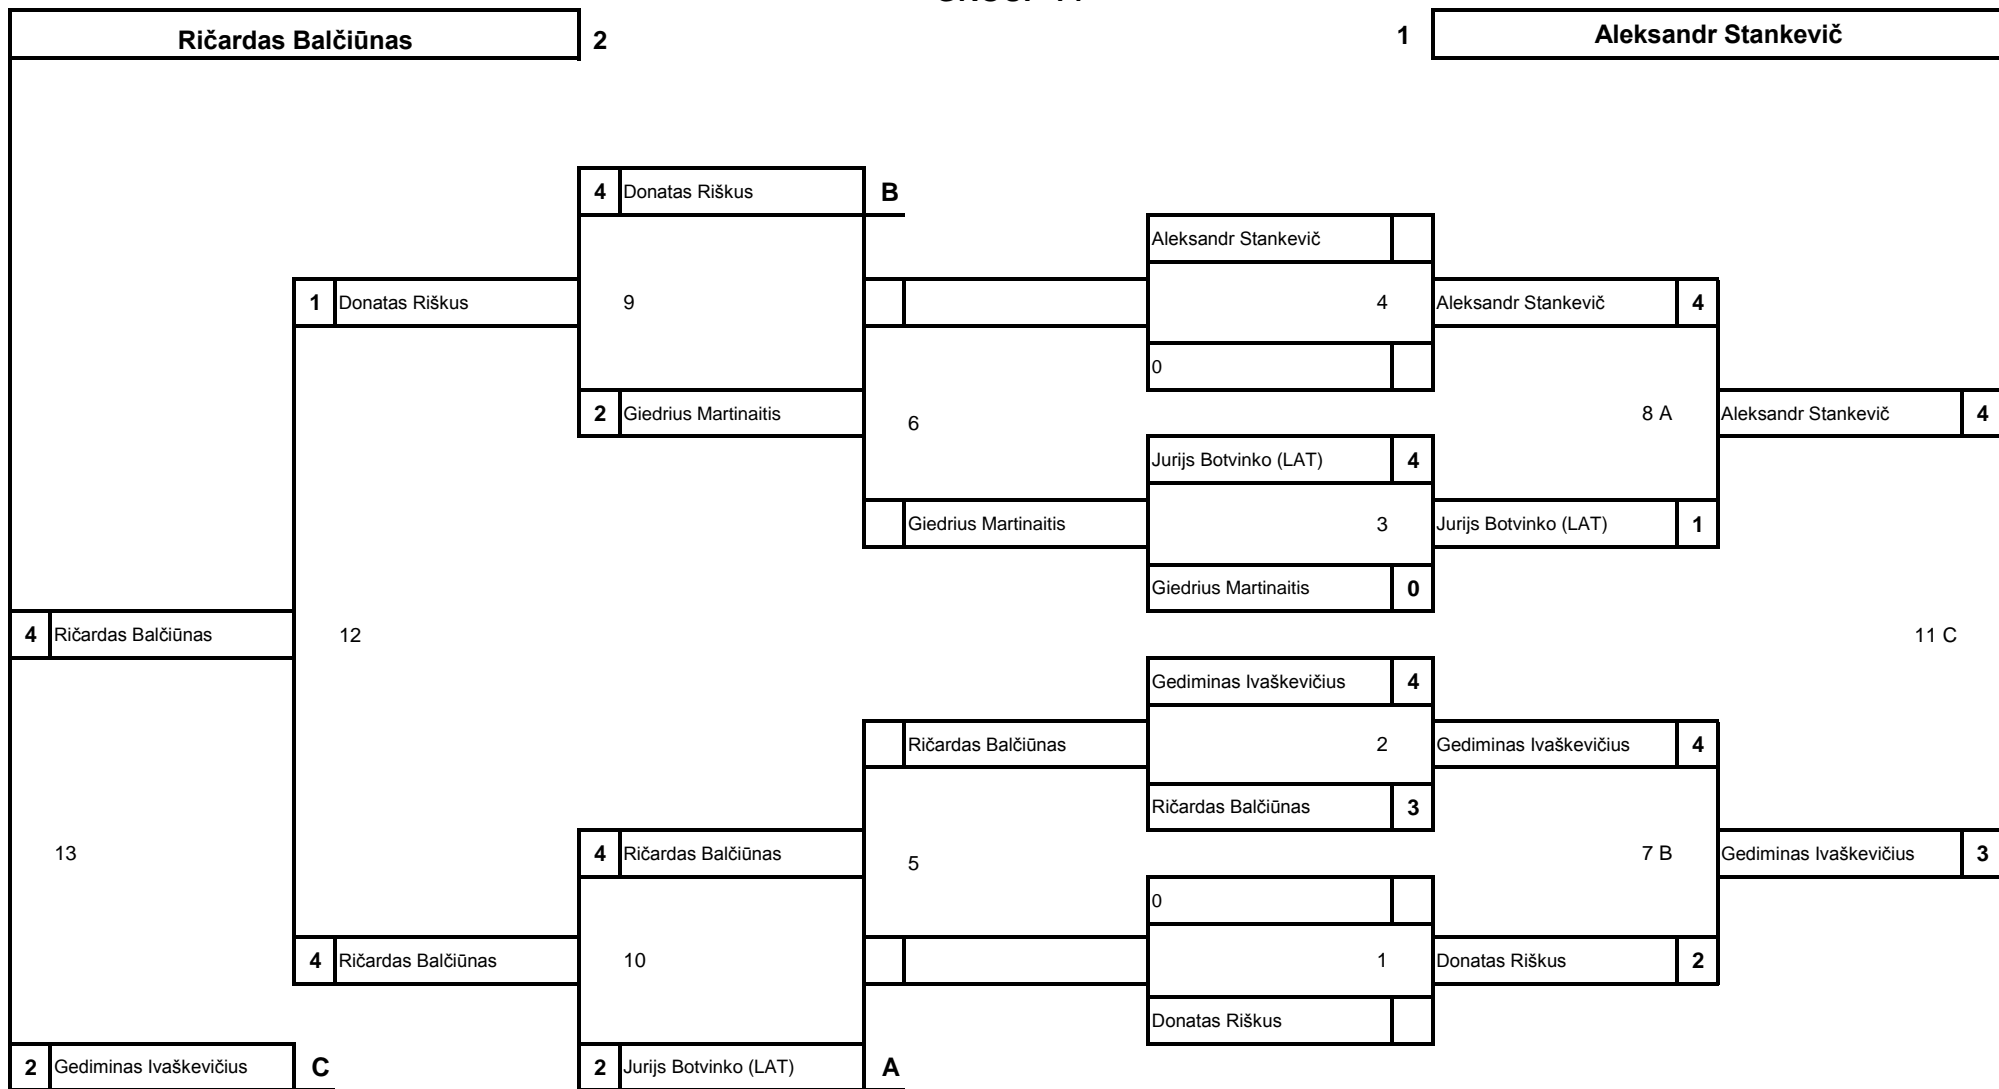 Ričardas Balčiūnas 2 1 Aleksandr Stankevič
4 Donatas Riškus B
Aleksandr Stankevič
1 Donatas Riškus 9 4 Aleksandr Stankevič 4
0
2 Giedrius Martinaitis 6 8 A Aleksandr Stankevič 4
Jurijs Botvinko (LAT) 4
Giedrius Martinaitis 3 Jurijs Botvinko (LAT) 1
Giedrius Martinaitis 0
4 Ričardas Balčiūnas 12 11 C
Gediminas Ivaškevičius 4
Ričardas Balčiūnas 2 Gediminas Ivaškevičius 4
Ričardas Balčiūnas 3
13 4 Ričardas Balčiūnas 5 7 B Gediminas Ivaškevičius 3
0
4 Ričardas Balčiūnas 10 1 Donatas Riškus 2
Donatas Riškus
2 Gediminas Ivaškevičius C 2 Jurijs Botvinko (LAT) A